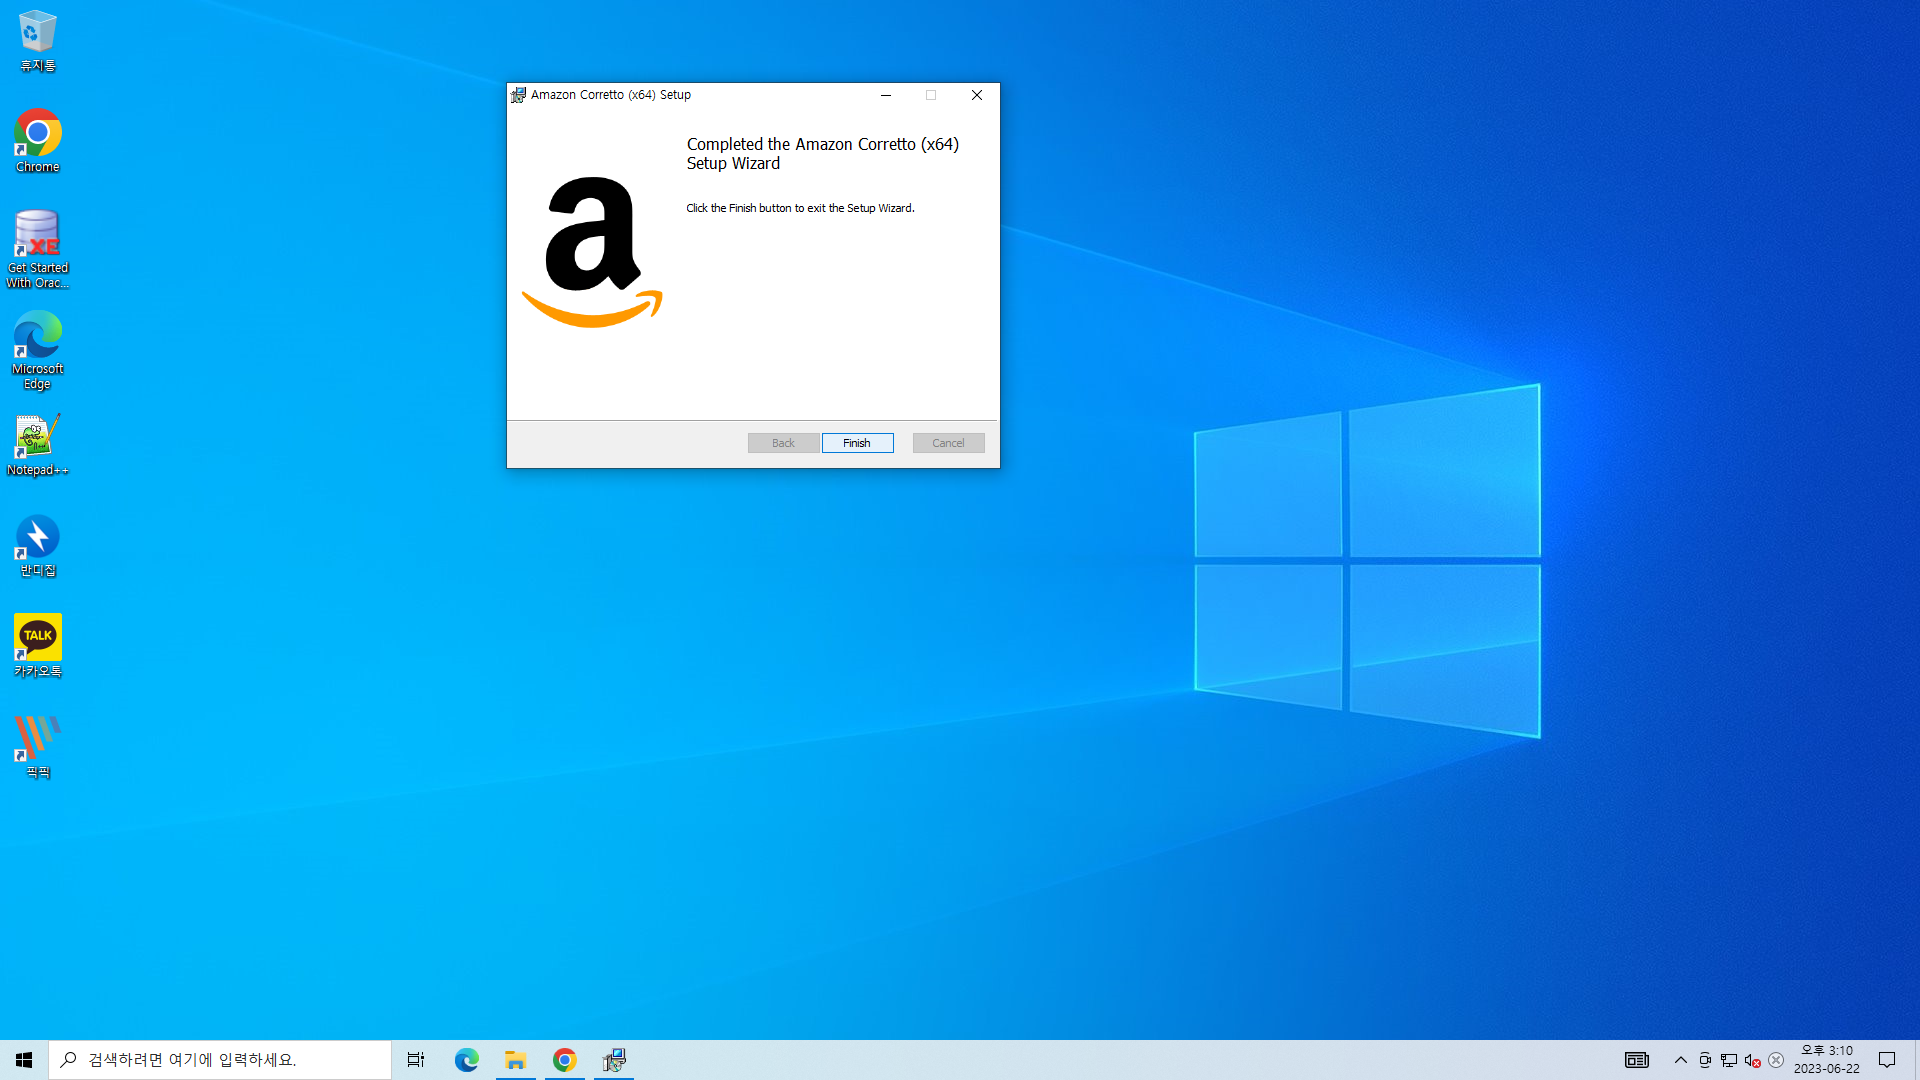 휴지통
Chrome
XE
Get Started
With Orac...
Microsoft
Edge
Notepad++
반디집
TALK
카카오톡
픽픽
Amazon Corretto (x64) Setup
Completed the Amazon Corretto (x64)
Setup Wizard
Click the Finish button to exit the Setup Wizard.
a
Back
Finish
Cancel
검색하려면 여기에 입력하세요.
오후 3:10
2023-06-22